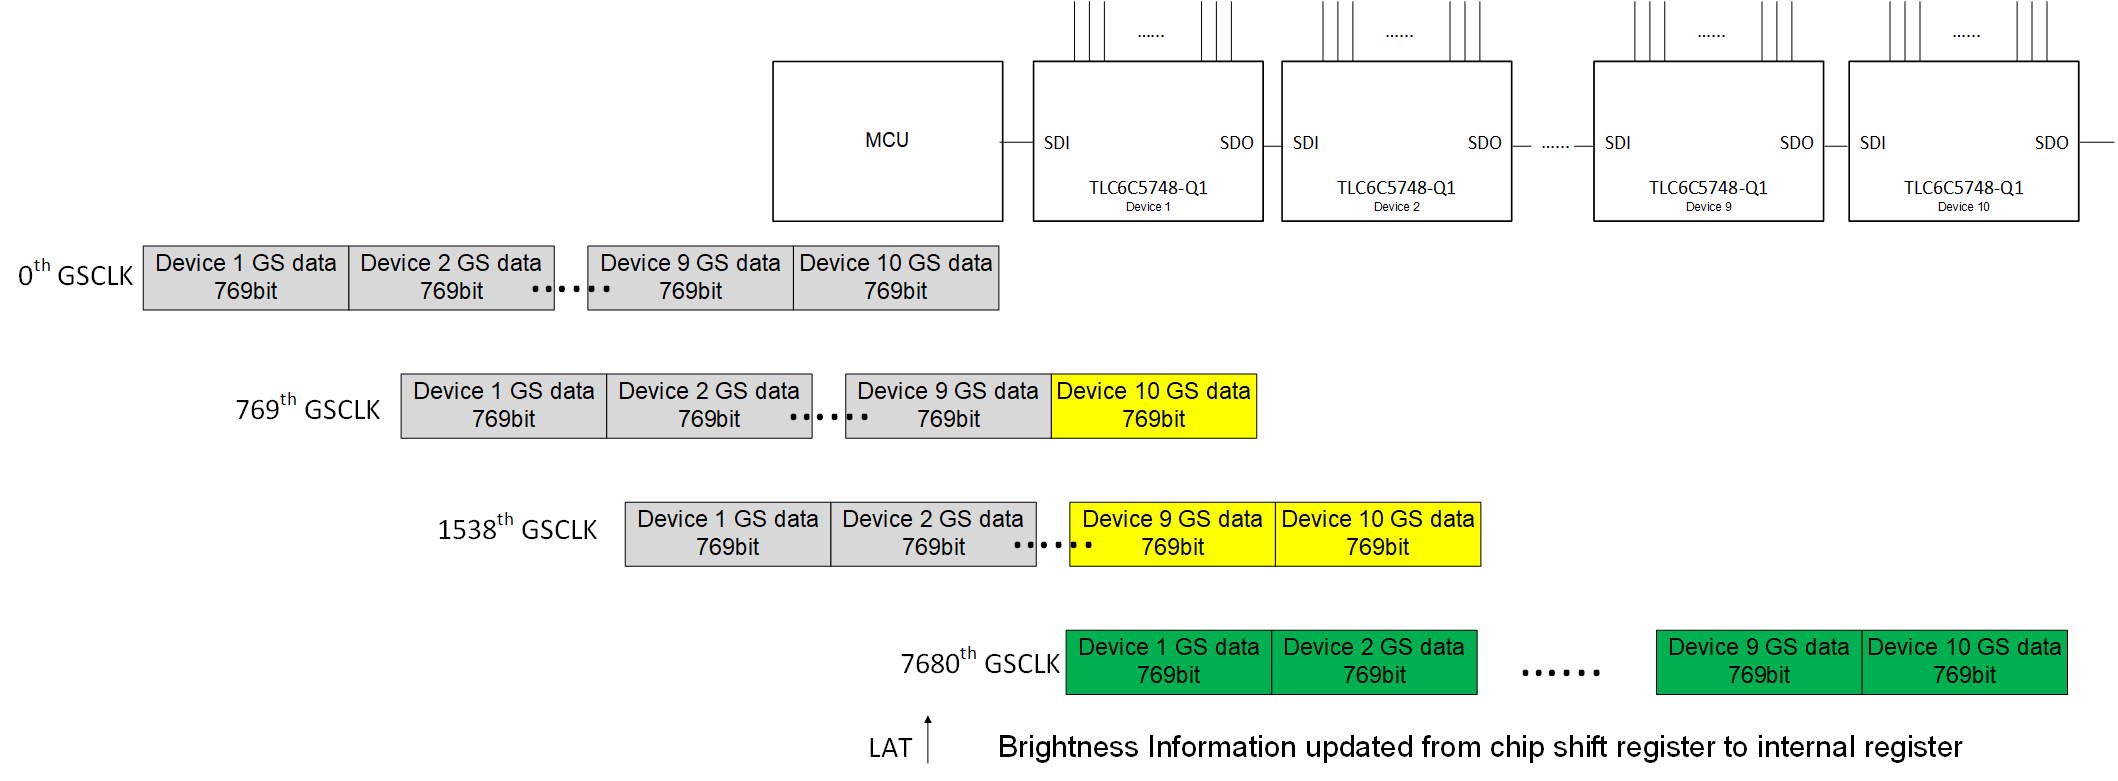 ......
......
......
......
MCU
SDI
SDO
SDI
SDO
......
SDI
SDO
SDI
SDO
TLC6C5748-Q1
Device 1
TLC6C5748-Q1
Device 2
TLC6C5748-Q1
Device 9
TLC6C5748-Q1
Device 10
0th GSCLK
Device 1 GS data
769bit
Device 2 GS data
769bit
......
Device 9 GS data
769bit
Device 10 GS data
769bit
769th GSCLK
Device 1 GS data
769bit
Device 2 GS data
769bit
......
Device 9 GS data
769bit
Device 10 GS data
769bit
1538th GSCLK
Device 1 GS data
769bit
Device 2 GS data
769bit
......
Device 9 GS data
769bit
Device 10 GS data
769bit
7680th GSCLK
Device 1 GS data
769bit
Device 2 GS data
769bit
......
Device 9 GS data
769bit
Device 10 GS data
769bit
LAT
Brightness Information updated from chip shift register to internal register